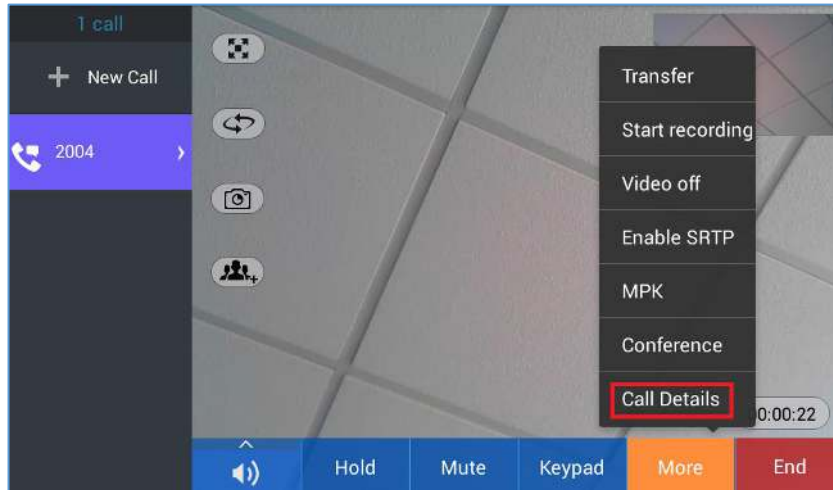 1 call
New Call
2004
Transfer
Start recording
Video off
Enable SRTP
MPK
Conference
Call Details
0:00:22
Hold
Mute
Keypad
More
End